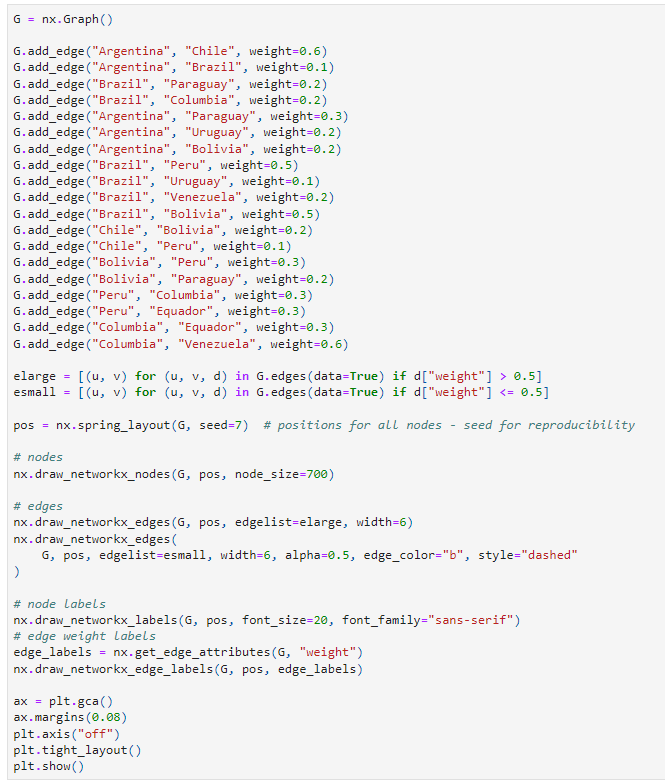 G = nx.Graph()
G.add_edge("Argentina", "Chile", weight=0.6)
G.add_edge("Argentina", "Brazil", weight=0.1)
G.add_edge("Brazil", "Paraguay", weight=0.2)
G.add_edge("Brazil", "Columbia", weight=0.2)
G.add_edge("Argentina", "Paraguay", weight=0.3)
G.add_edge("Argentina", "Uruguay", weight=0.2)
G.add_edge("Argentina", "Bolivia", weight=0.2)
G.add_edge("Brazil", "Peru", weight=0.5)
G.add_edge("Brazil", "Uruguay", weight=0.1)
G.add_edge("Brazil", "Venezuela", weight=0.2)
G.add_edge("Brazil", "Bolivia", weight=0.5)
G.add_edge("Chile", "Bolivia", weight=0.2)
G.add_edge("Chile", "Peru", weight=0.1)
G.add_edge("Bolivia", "Peru", weight=0.3)
G.add_edge("Bolivia", "Paraguay", weight=0.2)
G.add_edge("Peru", "Columbia", weight=0.3)
G.add_edge("Peru", "Equador", weight=0.3)
G.add_edge("Columbia", "Equador", weight=0.3)
G.add_edge("Columbia", "Venezuela", weight=0.6)
elarge = [(u, v) for (u, v, d) in G.edges(data=True) if d["weight"] > 0.5]
esmall = [(u, v) for (u, v, d) in G.edges(data=True) if d["weight"] <= 0.5]
pos = nx.spring_layout(G, seed=7)  # positions for all nodes - seed for reproducibility
# nodes
nx.draw_networkx_nodes(G, pos, node_size=700)
# edges
nx.draw_networkx_edges(G, pos, edgelist=elarge, width=6)
nx.draw_networkx_edges(
    G, pos, edgelist=esmall, width=6, alpha=0.5, edge_color="b", style="dashed"
)
# node labels
nx.draw_networkx_labels(G, pos, font_size=20, font_family="sans-serif")
# edge weight labels
edge_labels = nx.get_edge_attributes(G, "weight")
nx.draw_networkx_edge_labels(G, pos, edge_labels)
ax = plt.gca()
ax.margins(0.08)
plt.axis("off")
plt.tight_layout()
plt.show()